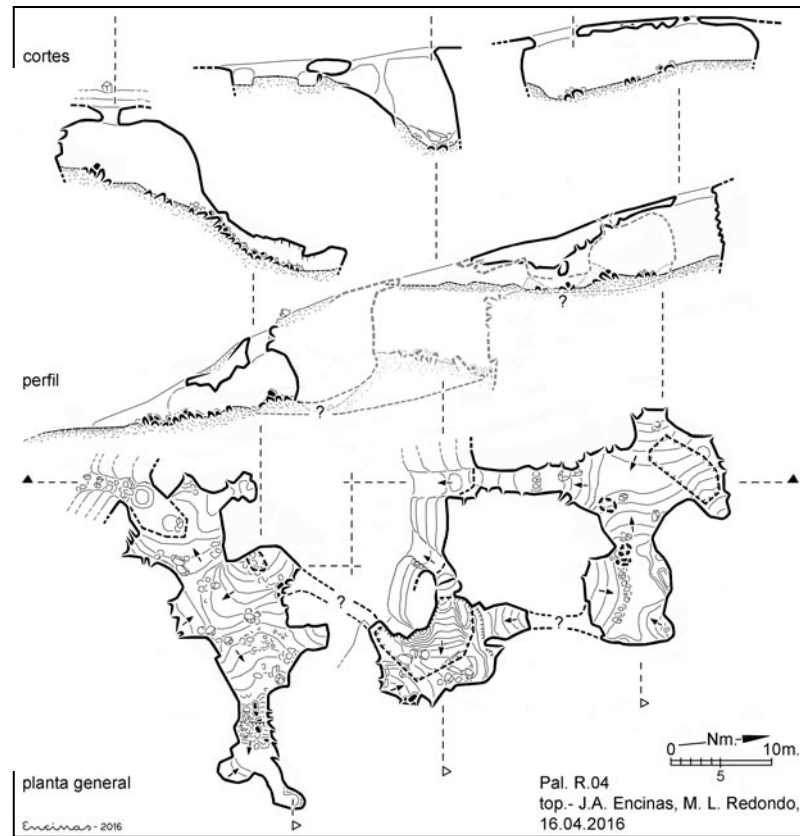 cortes
?
perfil
?
?
?
planta general
Nm.
0 10m.
5
Pal. R.04
top.- J.A. Encinas, M. L. Redondo,
16.04.2016
Encinas - 2016